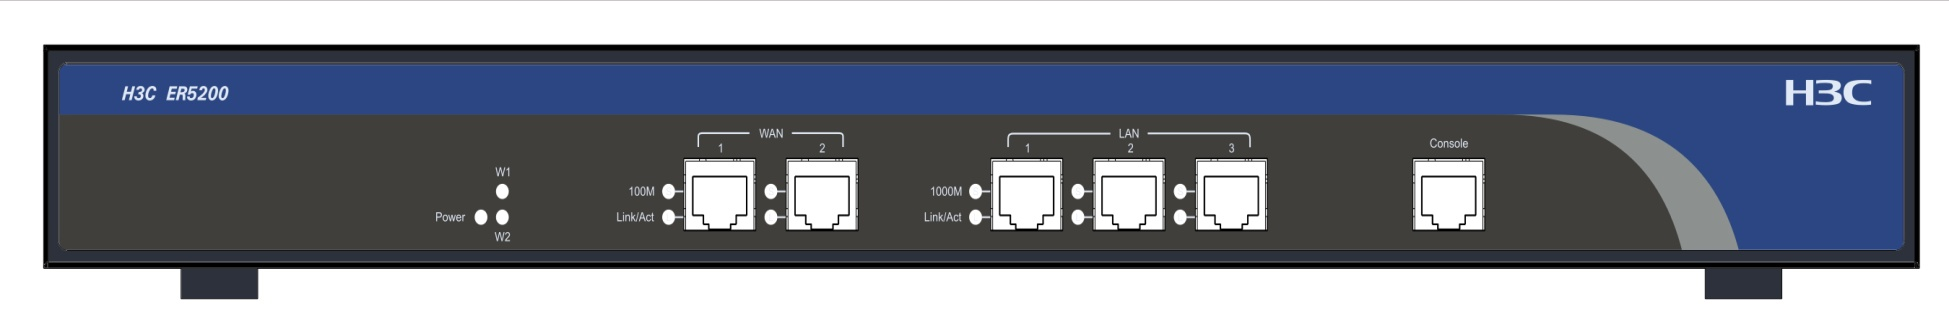 H3C ER5200
H3C
WAN
1 2
LAN
1 2 3
Console
W1
100M
1000M
Power
Link/Act
Link/Act
W2